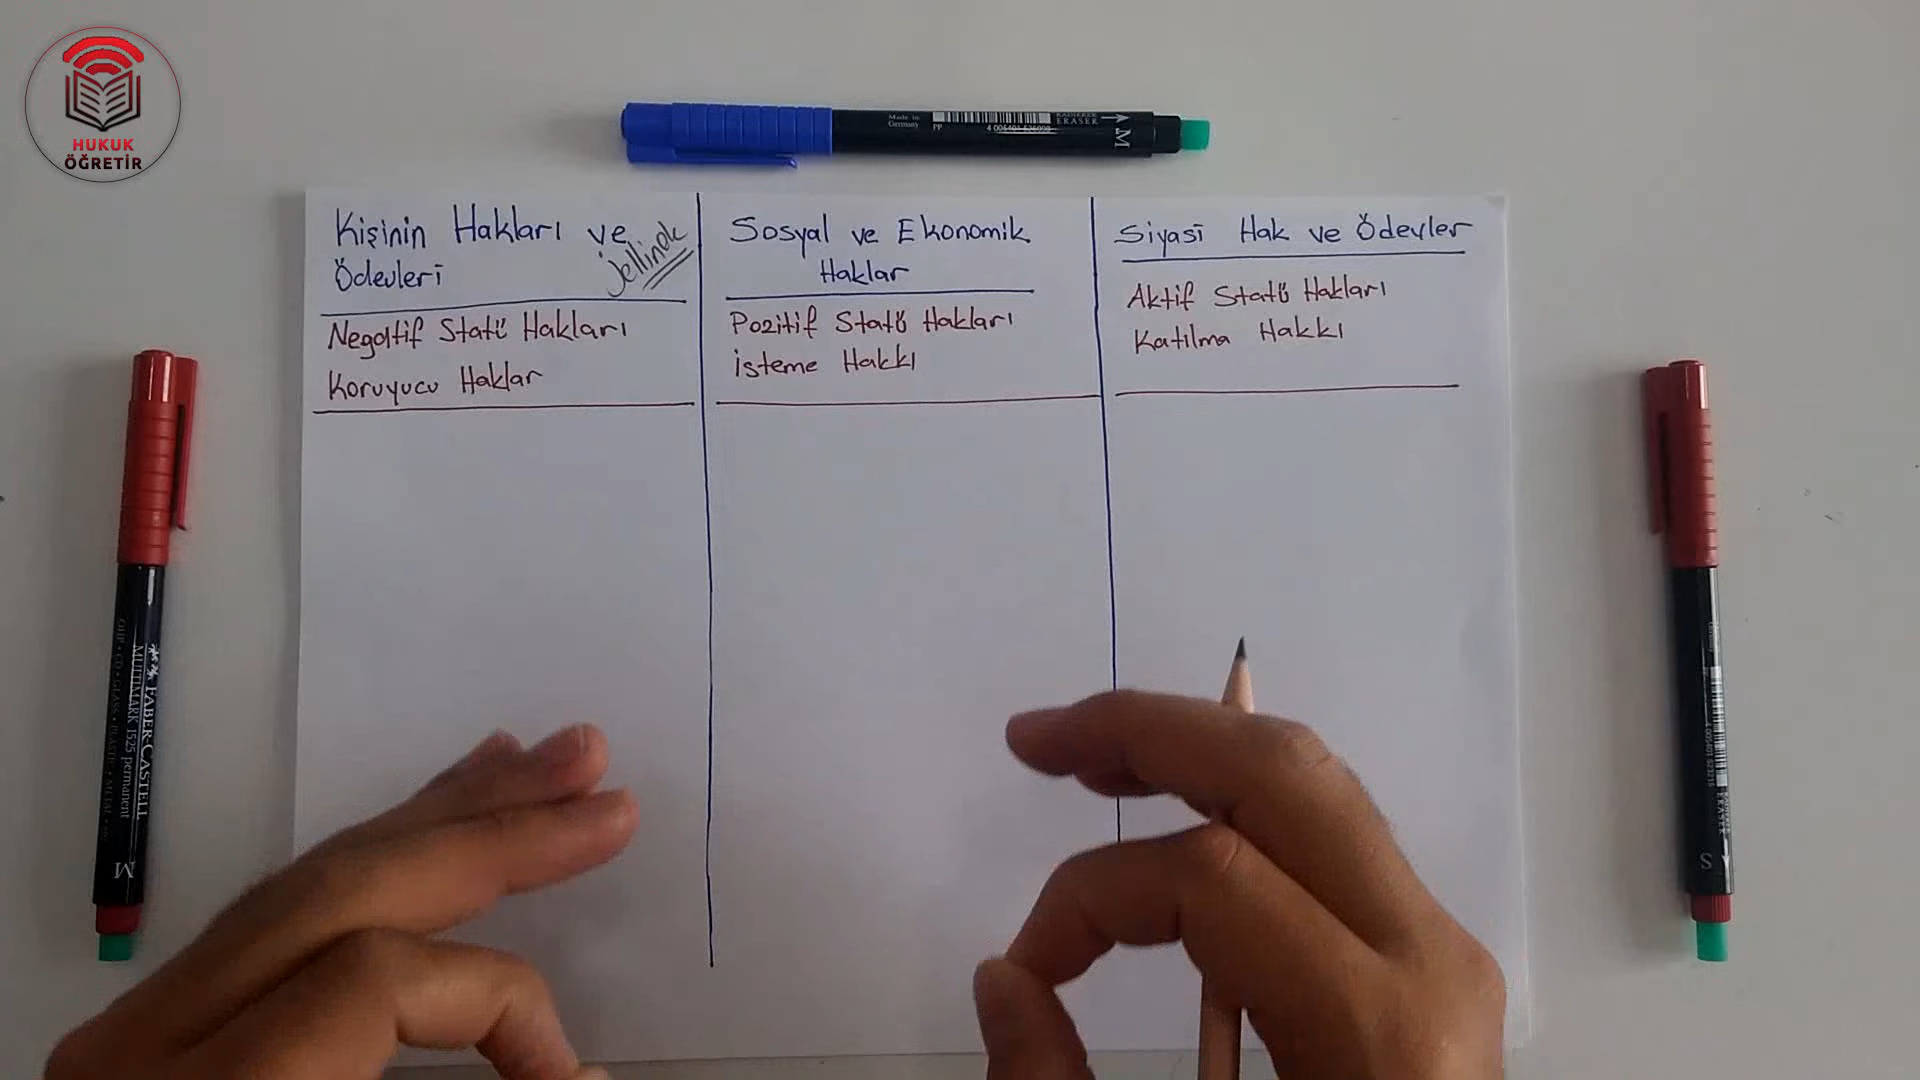 HUKUK
ÖĞRETİR
Made in
Germany
PP
ERASER
M
Kişinin Hakları ve
Ödevleri
Jellinek
Negatif Statü Hakları
Koruyucu Haklar
Sosyal ve Ekonomik
Haklar
Pozitif Statü Hakları
İsteme Hakkı
Siyasî Hak ve Ödevler
Aktif Statü Hakları
Katılma Hakkı
FABER-CASTELL
MULTIMARK 1525 permanent
M
S